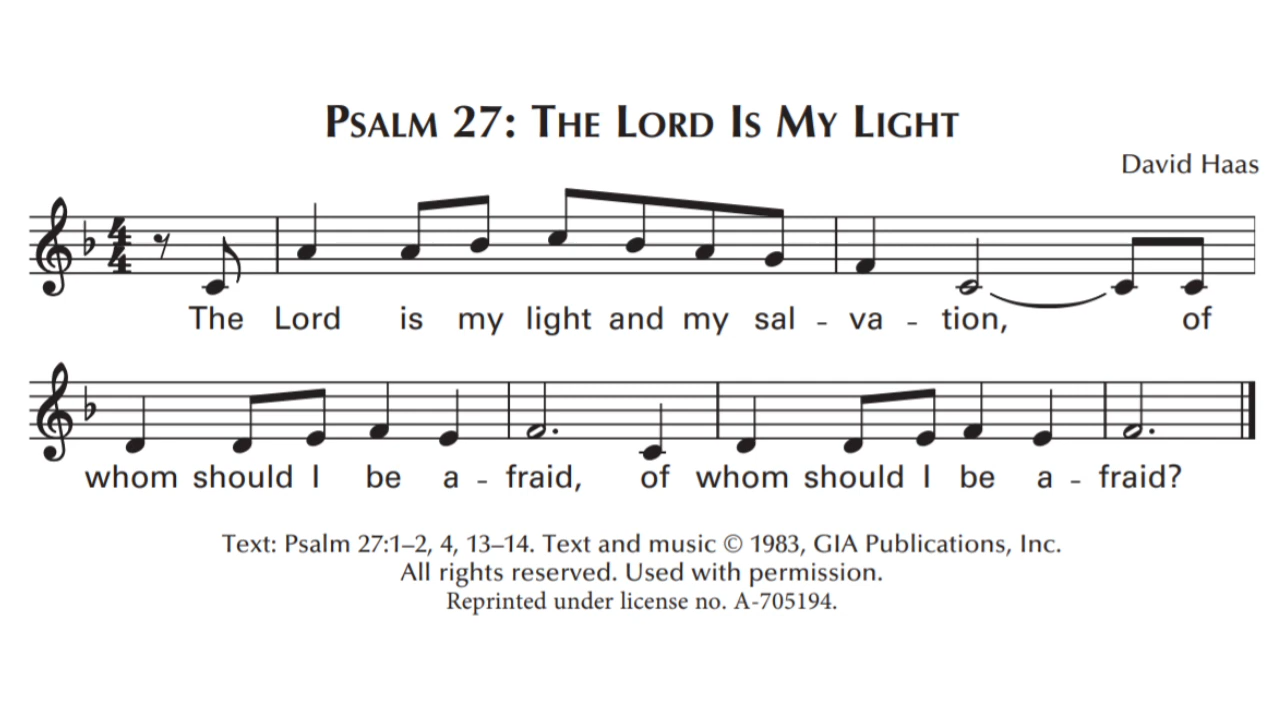 PSALM 27: THE LORD IS MY LIGHT
David Haas
4
4
The Lord is my light and my sal - va - tion, of
whom should I be a - fraid, of whom should I be a - fraid?
Text: Psalm 27:1–2, 4, 13–14. Text and music © 1983, GIA Publications, Inc.
All rights reserved. Used with permission.
Reprinted under license no. A-705194.